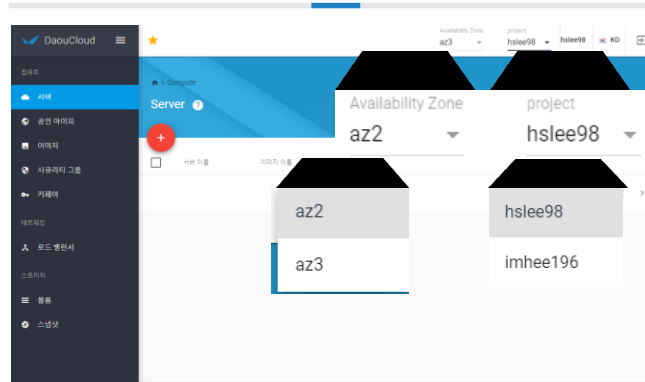 DaouCloud
Availability Zone
az3
project
hslee98
hslee98
KO
컴퓨트
서버
공인 아이피
이미지
시큐리티 그룹
키페어
네트워킹
로드 밸런서
스토리지
볼륨
스냅샷
> Compute
Server ?
+
서버 이름
이미지 이름
Availability Zone
az2
project
hslee98
az2
az3
hslee98
imhee196